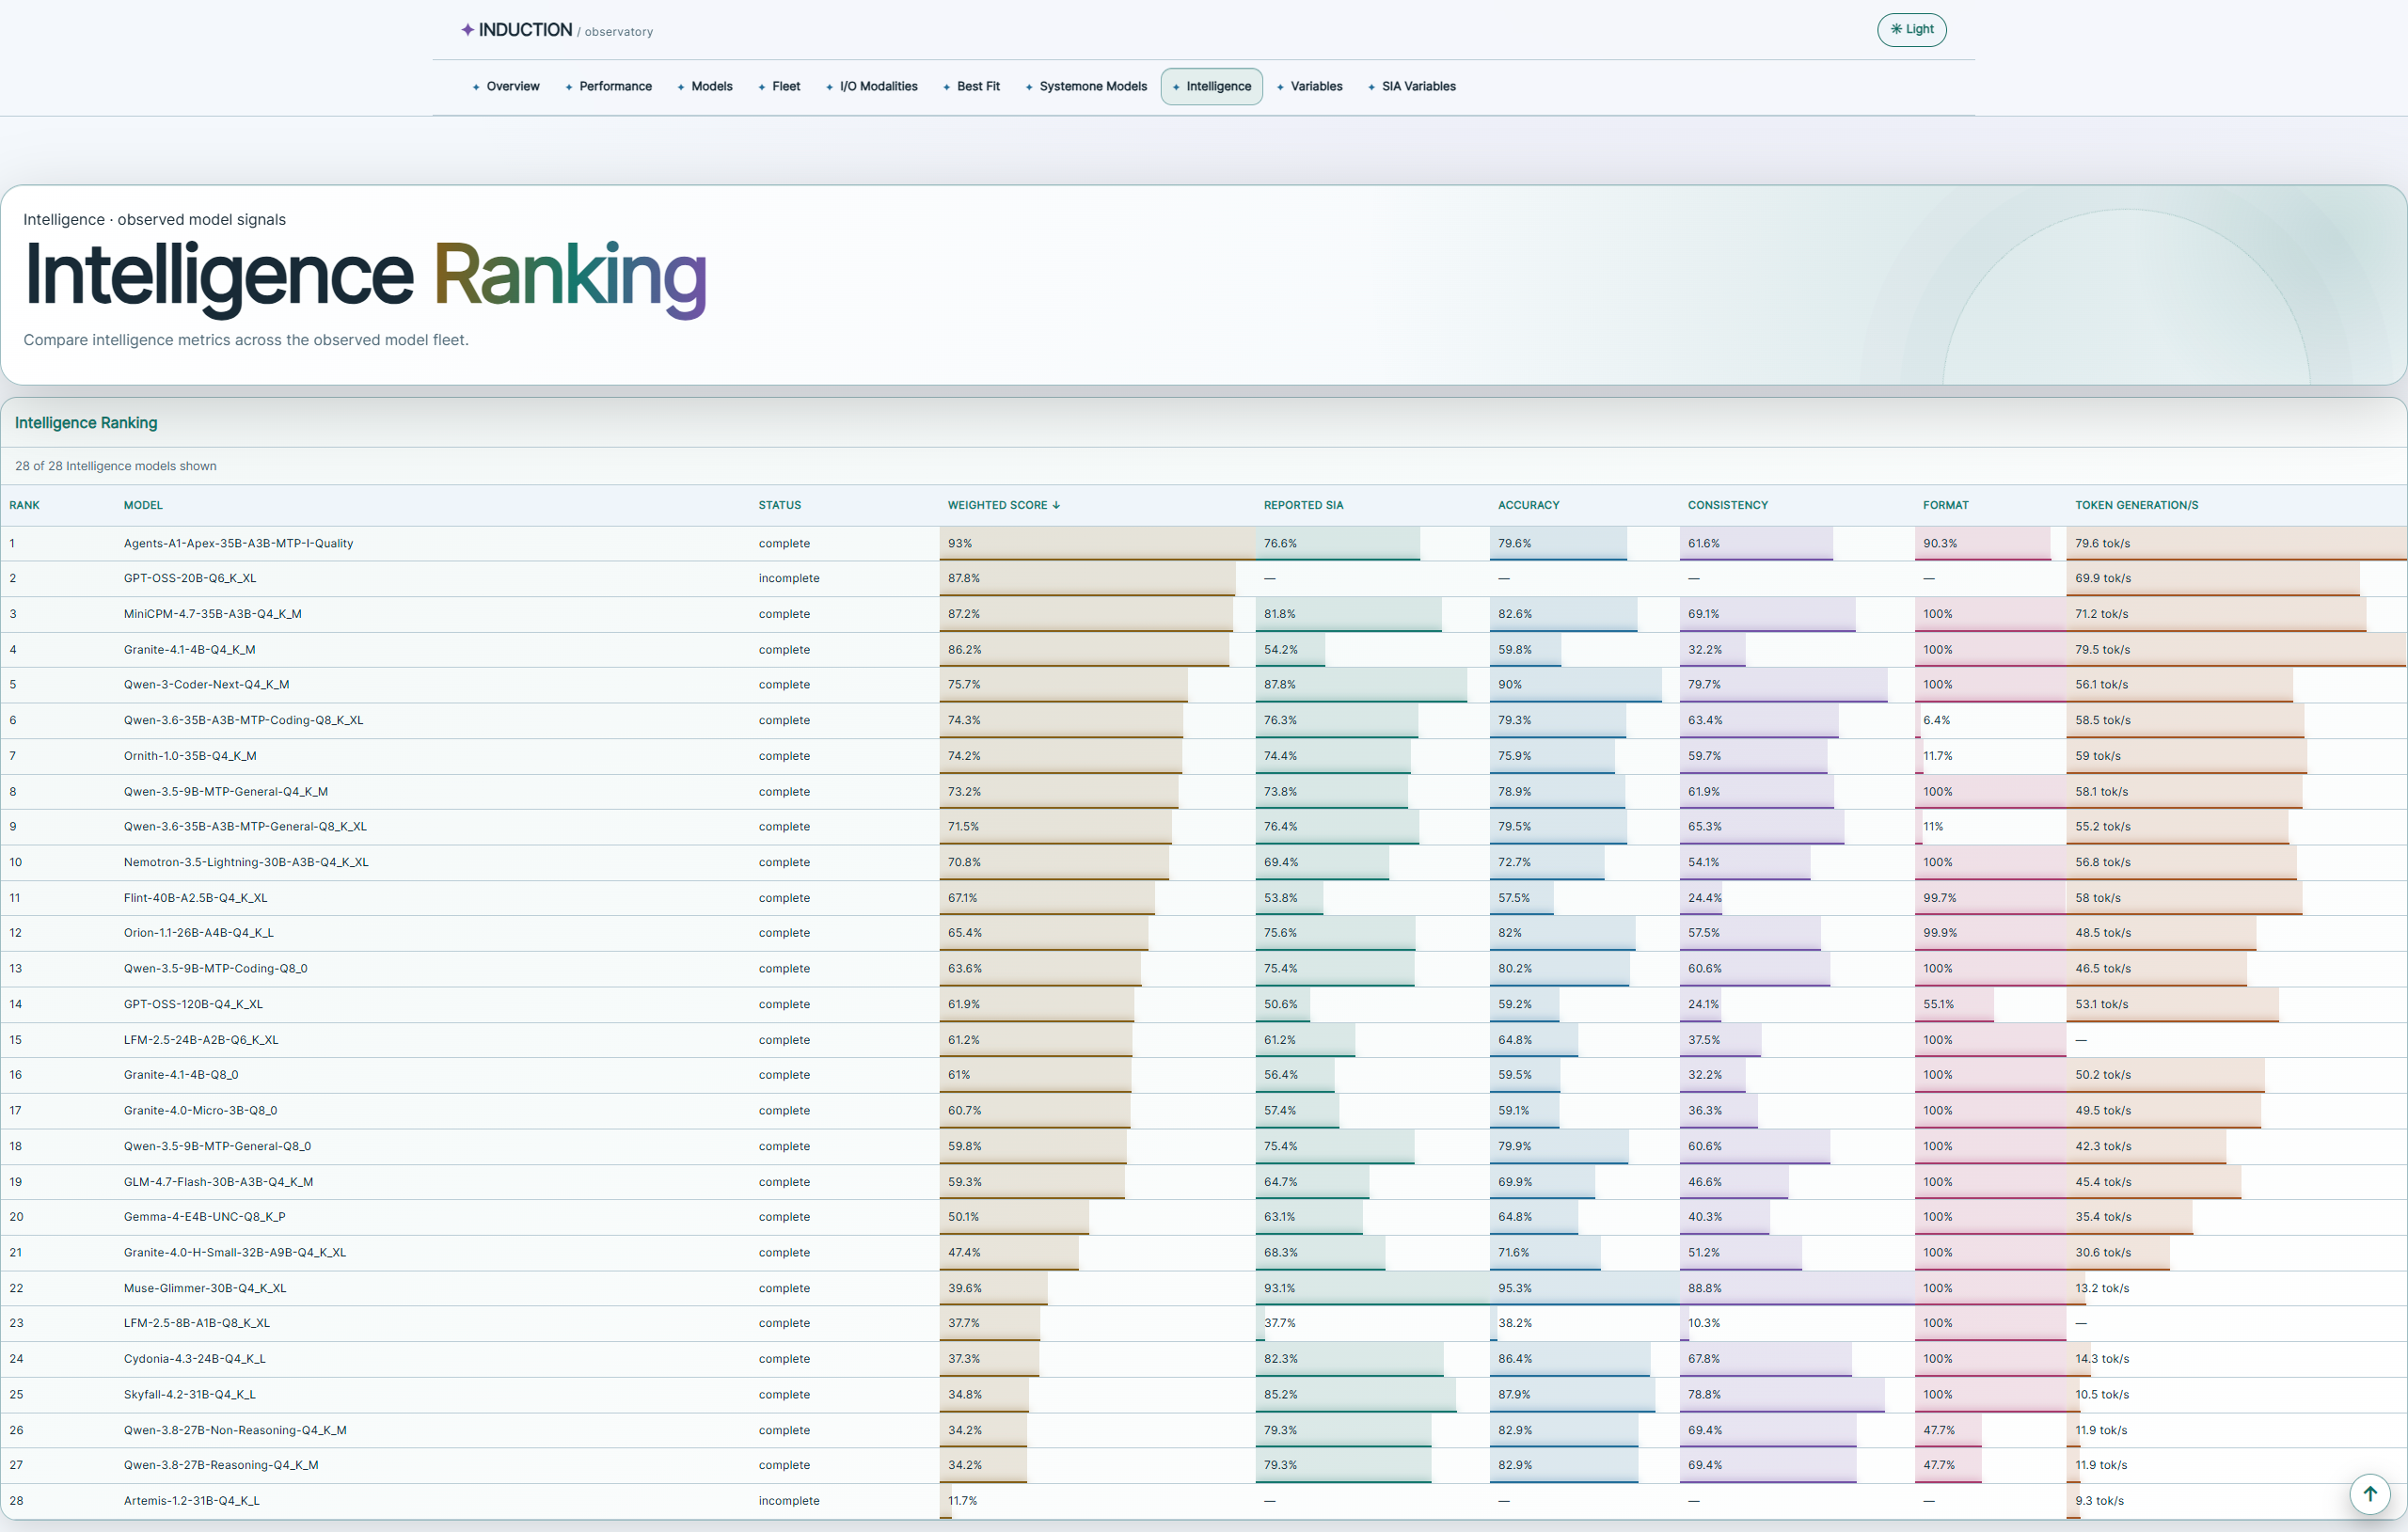 INDUCTION / observatory
Light
Overview Performance Models Fleet I/O Modalities Best Fit Systemone Models Intelligence Variables SIA Variables
Intelligence · observed model signals
Intelligence Ranking
Compare intelligence metrics across the observed model fleet.
Intelligence Ranking
28 of 28 Intelligence models shown
RANK MODEL STATUS WEIGHTED SCORE ↓ REPORTED SIA ACCURACY CONSISTENCY FORMAT TOKEN GENERATION/S
1 Agents-A1-Apex-35B-A3B-MTP-I-Quality complete 93% 76.6% 79.6% 61.6% 90.3% 79.6 tok/s
2 GPT-OSS-20B-Q6_K_XL incomplete 87.8% — — — — 69.9 tok/s
3 MiniCPM-4.7-35B-A3B-Q4_K_M complete 87.2% 81.8% 82.6% 69.1% 100% 71.2 tok/s
4 Granite-4.1-4B-Q4_K_M complete 86.2% 54.2% 59.8% 32.2% 100% 79.5 tok/s
5 Qwen-3-Coder-Next-Q4_K_M complete 75.7% 87.8% 90% 79.7% 100% 56.1 tok/s
6 Qwen-3.6-35B-A3B-MTP-Coding-Q8_K_XL complete 74.3% 76.3% 79.3% 63.4% 6.4% 58.5 tok/s
7 Ornith-1.0-35B-Q4_K_M complete 74.2% 74.4% 75.9% 59.7% 11.7% 59 tok/s
8 Qwen-3.5-9B-MTP-General-Q4_K_M complete 73.2% 73.8% 78.9% 61.9% 100% 58.1 tok/s
9 Qwen-3.6-35B-A3B-MTP-General-Q8_K_XL complete 71.5% 76.4% 79.5% 65.3% 11% 55.2 tok/s
10 Nemotron-3.5-Lightning-30B-A3B-Q4_K_XL complete 70.8% 69.4% 72.7% 54.1% 100% 56.8 tok/s
11 Flint-40B-A2.5B-Q4_K_XL complete 67.1% 53.8% 57.5% 24.4% 99.7% 58 tok/s
12 Orion-1.1-26B-A4B-Q4_K_L complete 65.4% 75.6% 82% 57.5% 99.9% 48.5 tok/s
13 Qwen-3.5-9B-MTP-Coding-Q8_0 complete 63.6% 75.4% 80.2% 60.6% 100% 46.5 tok/s
14 GPT-OSS-120B-Q4_K_XL complete 61.9% 50.6% 59.2% 24.1% 55.1% 53.1 tok/s
15 LFM-2.5-24B-A2B-Q6_K_XL complete 61.2% 61.2% 64.8% 37.5% 100% —
16 Granite-4.1-4B-Q8_0 complete 61% 56.4% 59.5% 32.2% 100% 50.2 tok/s
17 Granite-4.0-Micro-3B-Q8_0 complete 60.7% 57.4% 59.1% 36.3% 100% 49.5 tok/s
18 Qwen-3.5-9B-MTP-General-Q8_0 complete 59.8% 75.4% 79.9% 60.6% 100% 42.3 tok/s
19 GLM-4.7-Flash-30B-A3B-Q4_K_M complete 59.3% 64.7% 69.9% 46.6% 100% 45.4 tok/s
20 Gemma-4-E4B-UNC-Q8_K_P complete 50.1% 63.1% 64.8% 40.3% 100% 35.4 tok/s
21 Granite-4.0-H-Small-32B-A9B-Q4_K_XL complete 47.4% 68.3% 71.6% 51.2% 100% 30.6 tok/s
22 Muse-Glimmer-30B-Q4_K_XL complete 39.6% 93.1% 95.3% 88.8% 100% 13.2 tok/s
23 LFM-2.5-8B-A1B-Q8_K_XL complete 37.7% 37.7% 38.2% 10.3% 100% —
24 Cydonia-4.3-24B-Q4_K_L complete 37.3% 82.3% 86.4% 67.8% 100% 14.3 tok/s
25 Skyfall-4.2-31B-Q4_K_L complete 34.8% 85.2% 87.9% 78.8% 100% 10.5 tok/s
26 Qwen-3.8-27B-Non-Reasoning-Q4_K_M complete 34.2% 79.3% 82.9% 69.4% 47.7% 11.9 tok/s
27 Qwen-3.8-27B-Reasoning-Q4_K_M complete 34.2% 79.3% 82.9% 69.4% 47.7% 11.9 tok/s
28 Artemis-1.2-31B-Q4_K_L incomplete 11.7% — — — — 9.3 tok/s